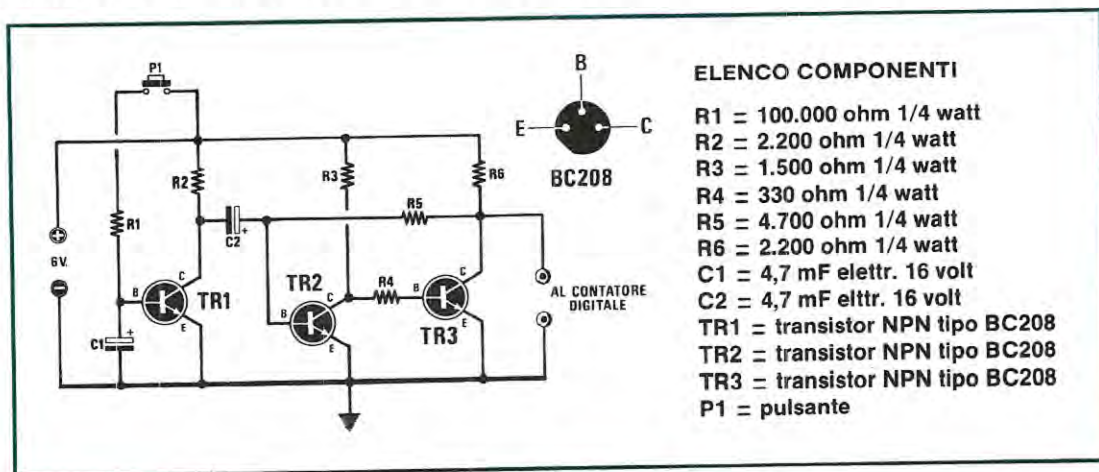 P1
R2
R3
R6
R1
R5
C2
+
6V.
B
C
E
TR1
TR2
B
C
E
R4
B
C
E
TR3
C1
+
AL CONTATORE
DIGITALE
B
E
C
BC208
ELENCO COMPONENTI
R1 = 100.000 ohm 1/4 watt
R2 = 2.200 ohm 1/4 watt
R3 = 1.500 ohm 1/4 watt
R4 = 330 ohm 1/4 watt
R5 = 4.700 ohm 1/4 watt
R6 = 2.200 ohm 1/4 watt
C1 = 4,7 mF elettr. 16 volt
C2 = 4,7 mF elttr. 16 volt
TR1 = transistor NPN tipo BC208
TR2 = transistor NPN tipo BC208
TR3 = transistor NPN tipo BC208
P1 = pulsante